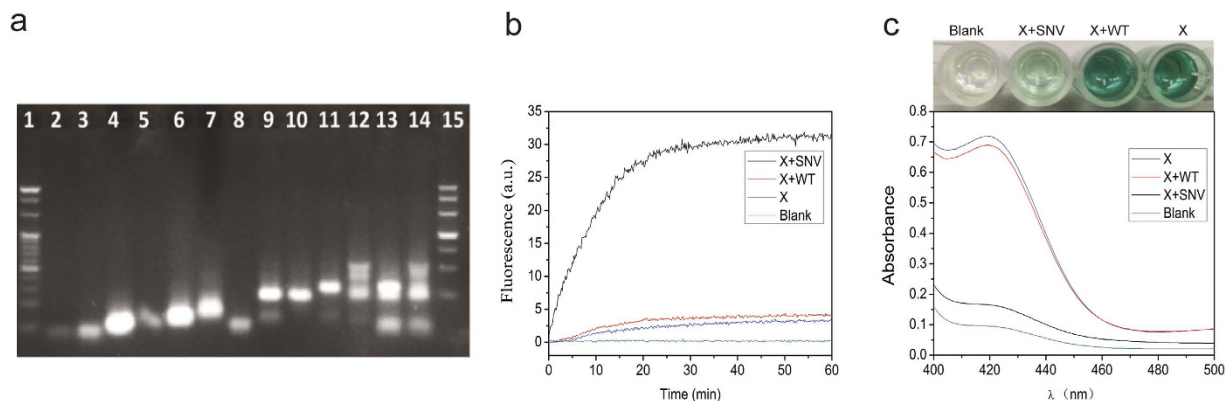 a
1 2 3 4 5 6 7 8 9 10 11 12 13 14 15
b
Fluorescence (a.u.)
35
30
25
20
15
10
5
0
X+SNV
X+WT
X
Blank
0 10 20 30 40 50 60
Time (min)
c
Blank X+SNV X+WT X
Absorbance
0.8
0.7
0.6
0.5
0.4
0.3
0.2
0.1
0.0
X
X+WT
X+SNV
Blank
400 420 440 460 480 500
λ (nm)